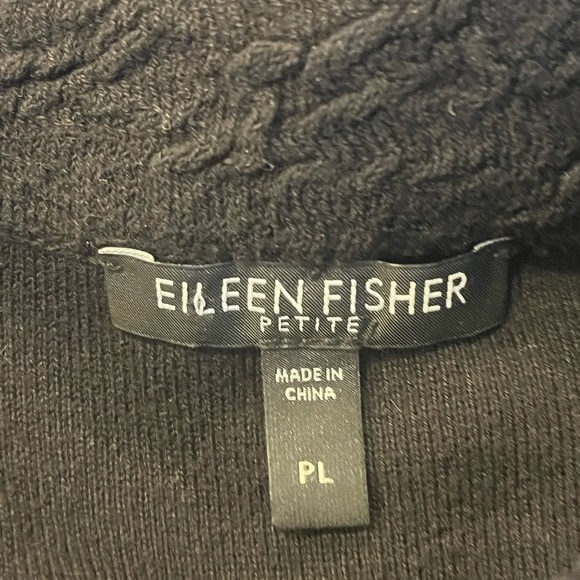 EILEEN FISHER
PETITE
MADE IN
CHINA
PL